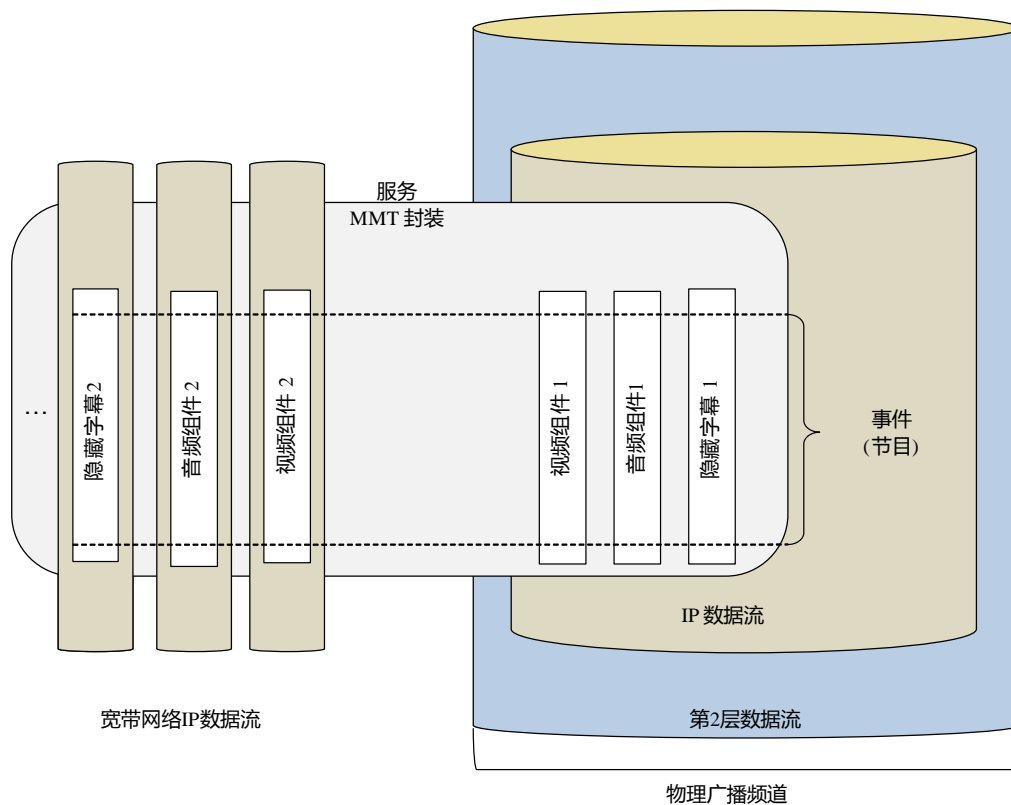 服务
MMT 封装
…
隐藏字幕2
音频组件 2
视频组件 2
视频组件 1
音频组件1
隐藏字幕 1
事件
(节目)
IP 数据流
宽带网络IP数据流
第2层数据流
物理广播频道